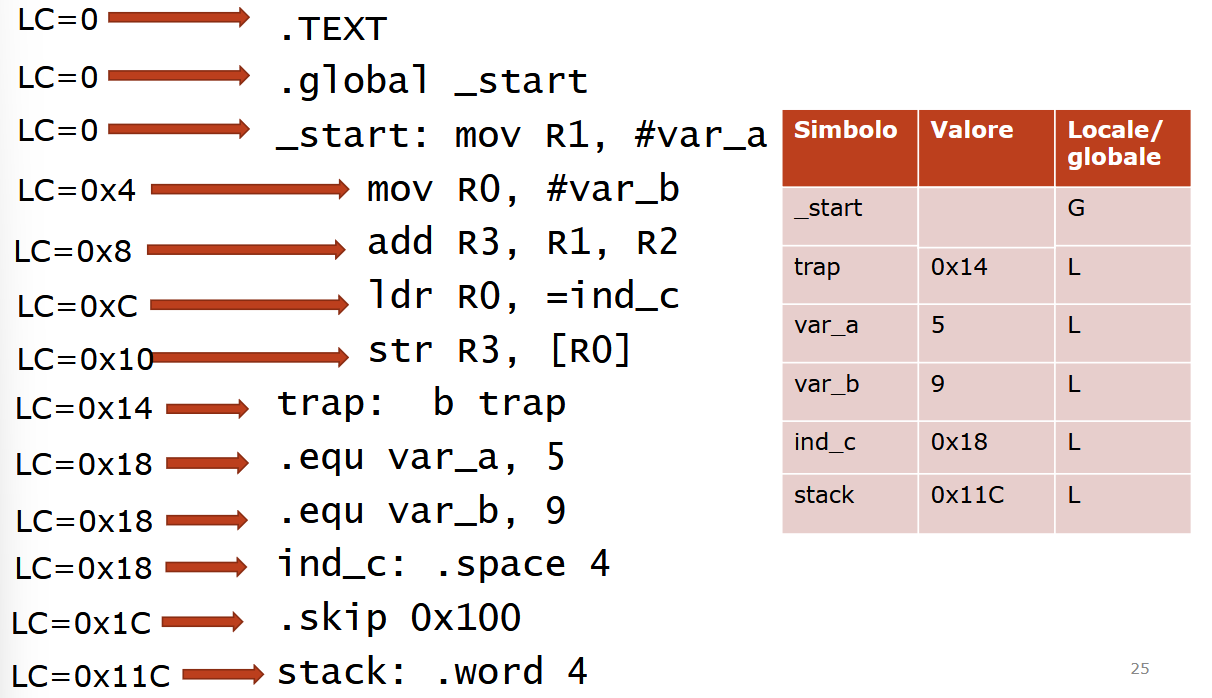 LC=0 .TEXT
LC=0 .global _start
LC=0 _start: mov R1, #var_a
LC=0x4 mov R0, #var_b
LC=0x8 add R3, R1, R2
LC=0xC ldr R0, =ind_c
LC=0x10 str R3, [R0]
LC=0x14 trap: b trap
LC=0x18 .equ var_a, 5
LC=0x18 .equ var_b, 9
LC=0x18 ind_c: .space 4
LC=0x1C .skip 0x100
LC=0x11C stack: .word 4
Simbolo Valore Locale/
globale
_start G
trap 0x14 L
var_a 5 L
var_b 9 L
ind_c 0x18 L
stack 0x11C L
25